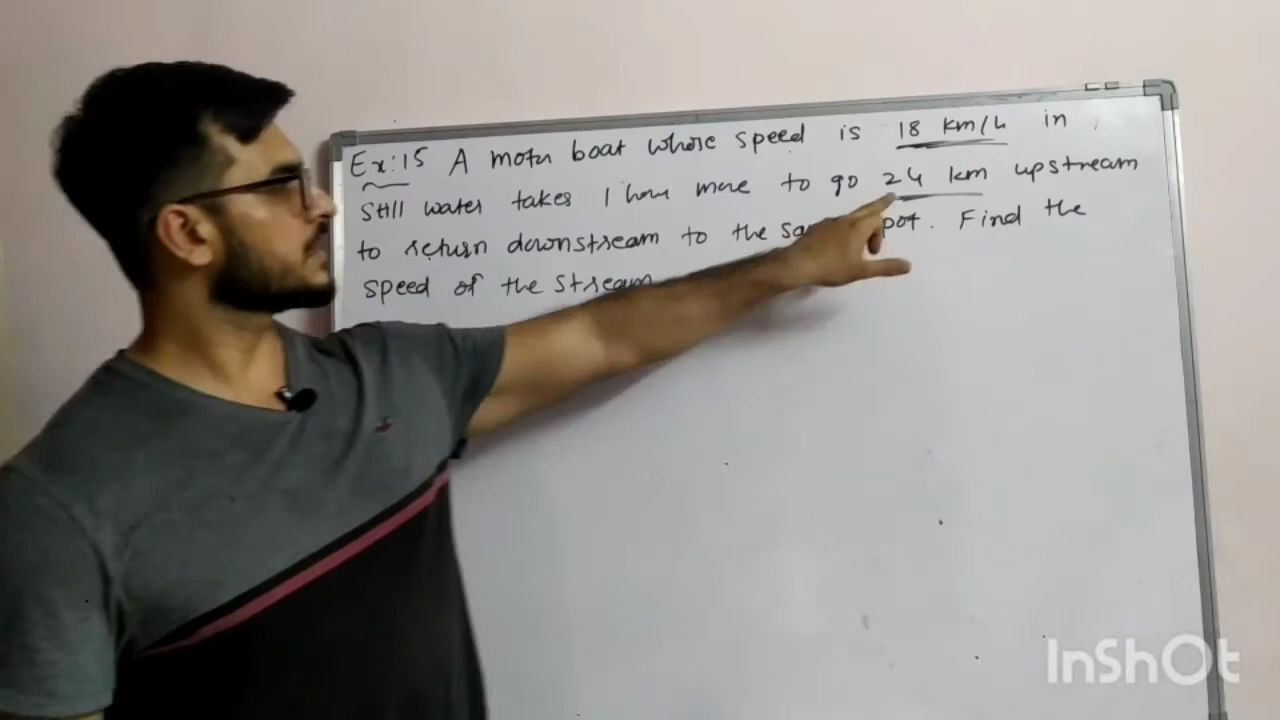 Ex:15 A motor boat whose speed is 18 km/h in
still water takes 1 hour more to go 24 km upstream
to return downstream to the spot. Find the
speed of the stream
InShOt